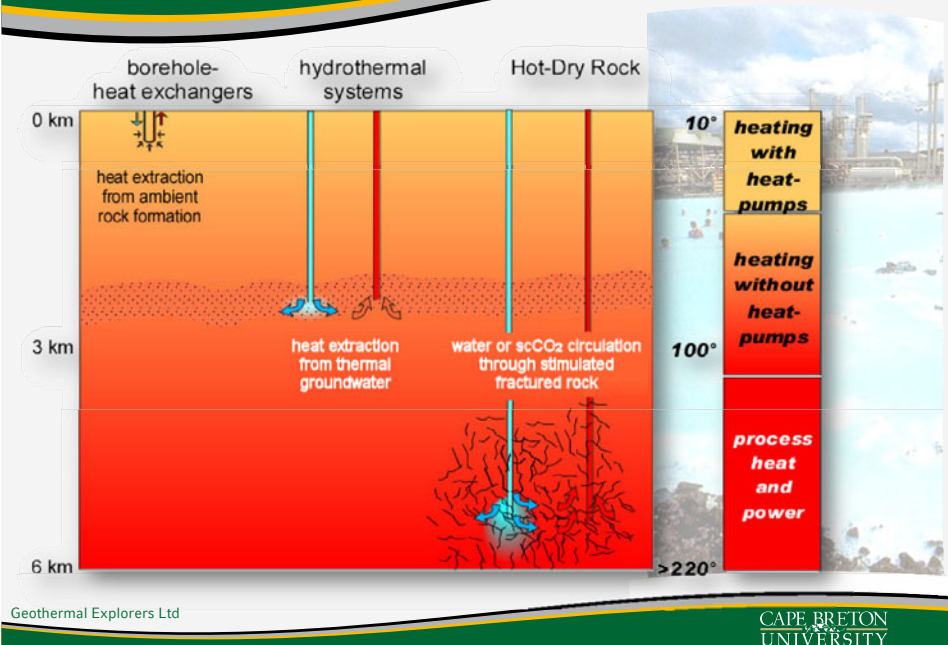 borehole-
heat exchangers
hydrothermal
systems
Hot-Dry Rock
0 km
10°
heat extraction
from ambient
rock formation
heating
with
heat-
pumps
heating
without
heat-
pumps
3 km
100°
heat extraction
from thermal
groundwater
water or scCO₂ circulation
through stimulated
fractured rock
process
heat
and
power
6 km
>220°
Geothermal Explorers Ltd
CAPE BRETON
UNIVERSITY